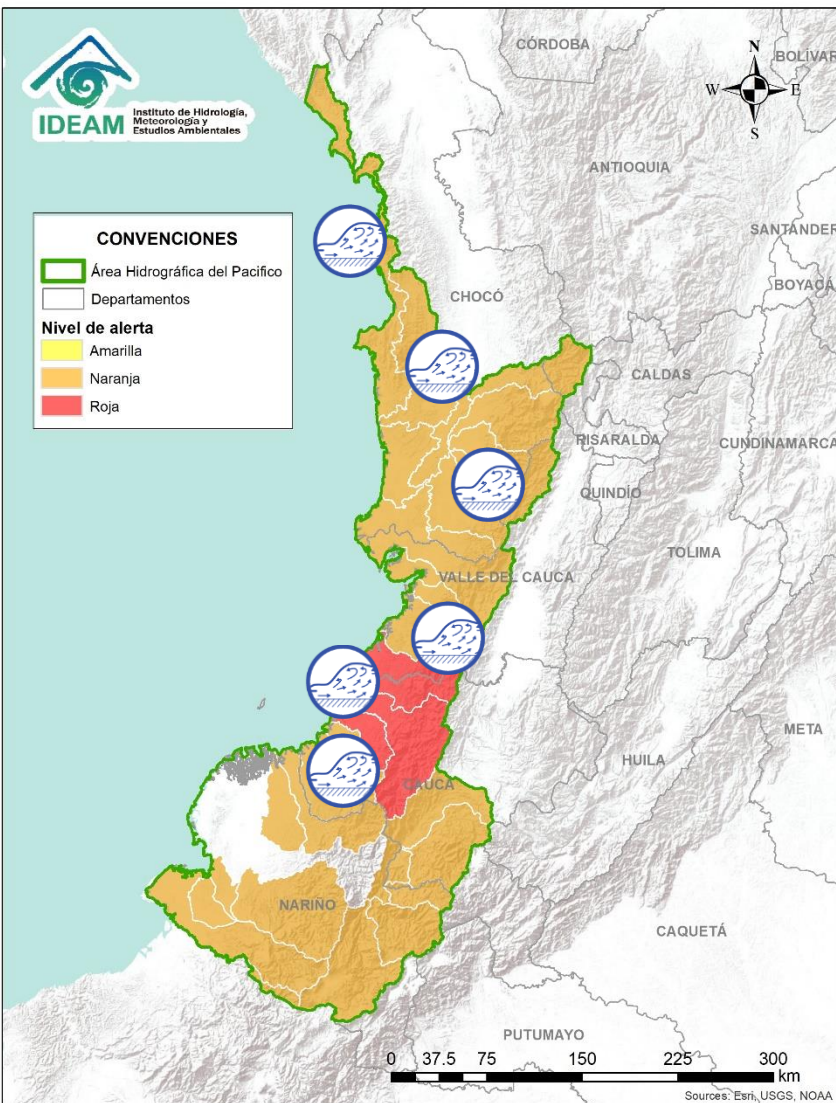 IDEAM
Instituto de Hidrología,
Meteorología y
Estudios Ambientales
CÓRDOBA
BOLÍVAR
N
W
E
S
ANTIOQUIA
SANTANDER
BOYACÁ
CONVENCIONES
Área Hidrográfica del Pacifico
Departamentos
Nivel de alerta
Amarilla
Naranja
Roja
CHOCÓ
CALDAS
RISARALDA
CUNDINAMARCA
QUINDÍO
TOLIMA
VALLE DEL CAUCA
META
HUILA
CAUCA
NARIÑO
CAQUETÁ
PUTUMAYO
0 37.5 75 150 225 300
km
Sources: Esri, USGS, NOAA